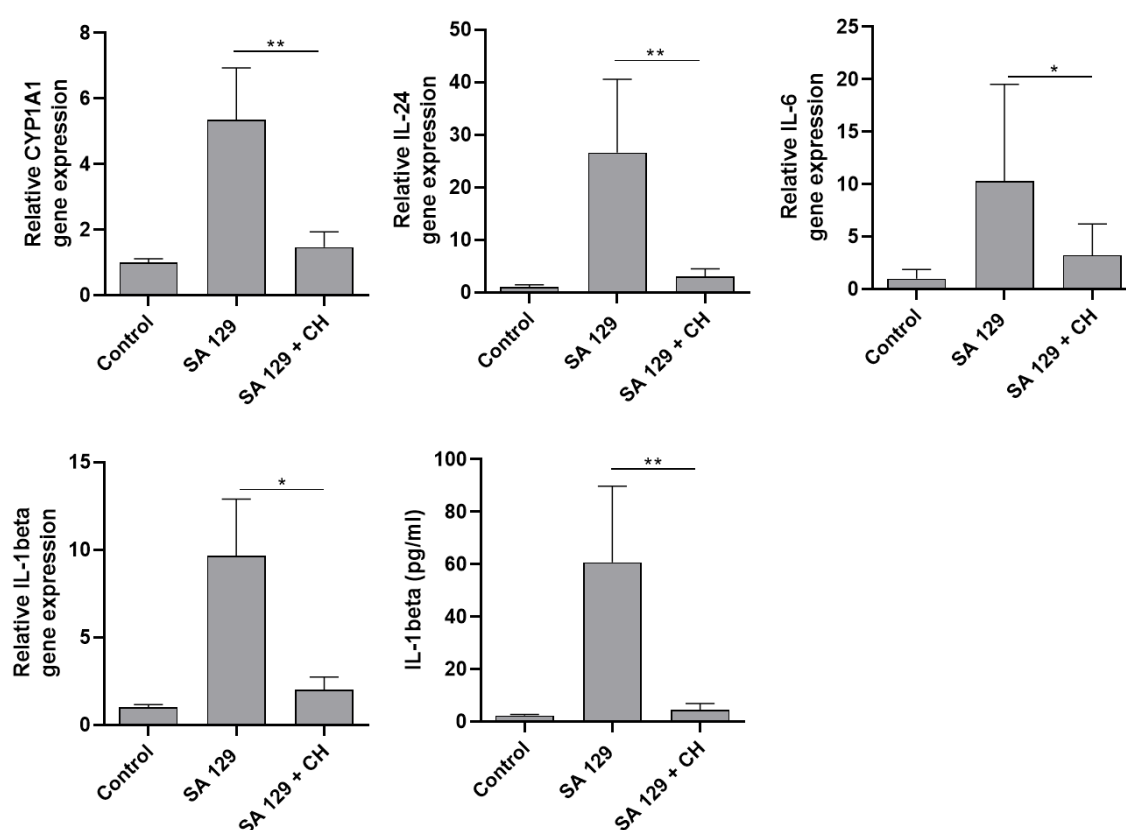 Relative CYP1A1
gene expression
8
6
4
2
0
**
Control
SA 129
SA 129 + CH
Relative IL-24
gene expression
50
40
30
20
10
0
**
Control
SA 129
SA 129 + CH
Relative IL-6
gene expression
25
20
15
10
5
0
*
Control
SA 129
SA 129 + CH
Relative IL-1beta
gene expression
15
10
5
0
*
Control
SA 129
SA 129 + CH
IL-1beta (pg/ml)
100
80
60
40
20
0
**
Control
SA 129
SA 129 + CH